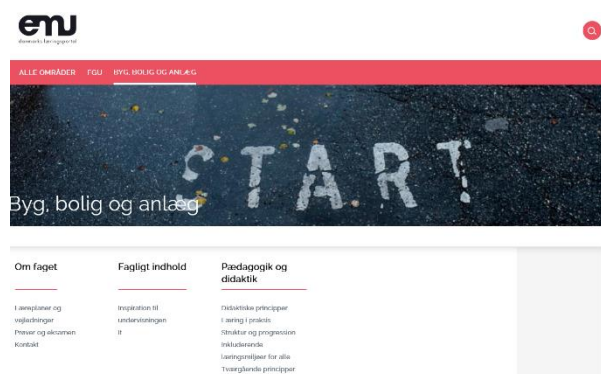 emu
danmarks læringsportal
ALLE OMRÅDER FGU BYG, BOLIG OG ANLÆG
START
Byg, bolig og anlæg
Om faget
Læreplaner og
vejledninger
Prøver og eksamen
Kontakt
Fagligt indhold
Inspiration til
undervisningen
It
Pædagogik og
didaktik
Didaktiske principper
Læring i praksis
Struktur og progression
Inkluderende
læringsmiljøer for alle
Tværgående principper